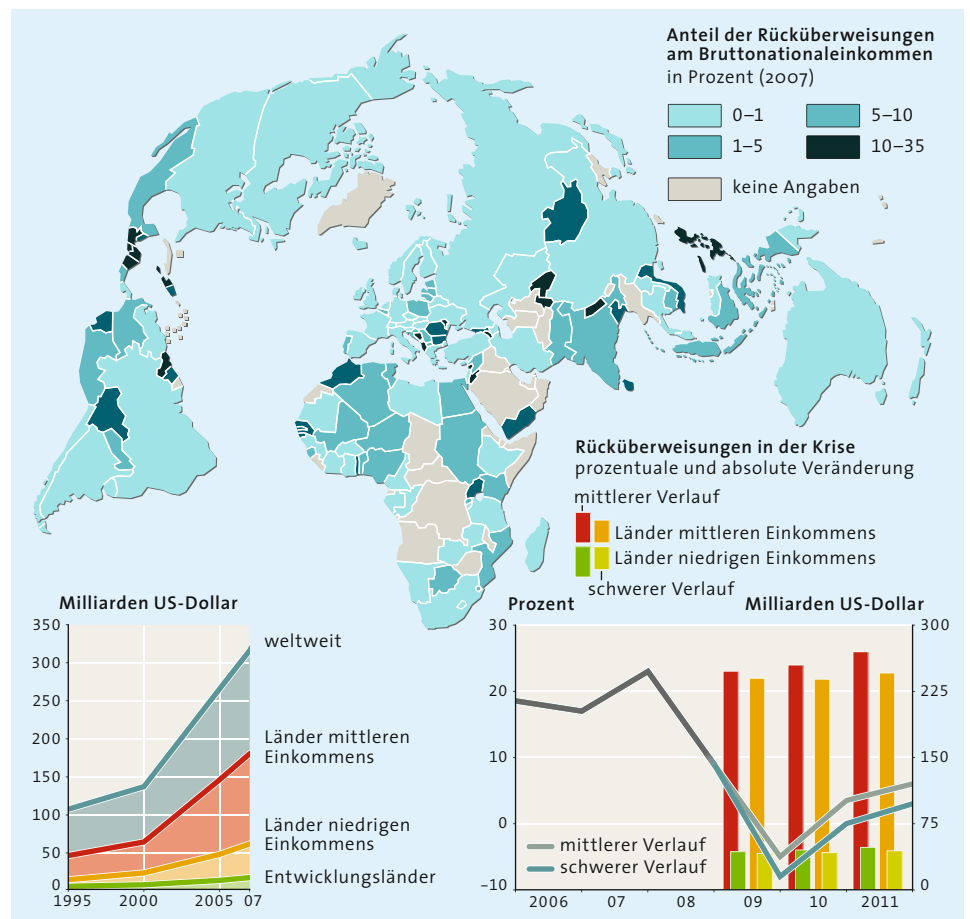 Anteil der Rücküberweisungen
am Bruttonationaleinkommen
in Prozent (2007)
0–1
5–10
1–5
10–35
keine Angaben
Rücküberweisungen in der Krise
prozentuale und absolute Veränderung
mittlerer Verlauf
Länder mittleren Einkommens
Länder niedrigen Einkommens
schwerer Verlauf
Milliarden US-Dollar
350
300
250
200
150
100
50
0
1995
2000
2005
07
weltweit
Länder mittleren
Einkommens
Länder niedrigen
Einkommens
Entwicklungsländer
Prozent
Milliarden US-Dollar
30
20
10
0
–10
300
225
150
75
0
mittlerer Verlauf
schwerer Verlauf
2006
07
08
09
10
2011